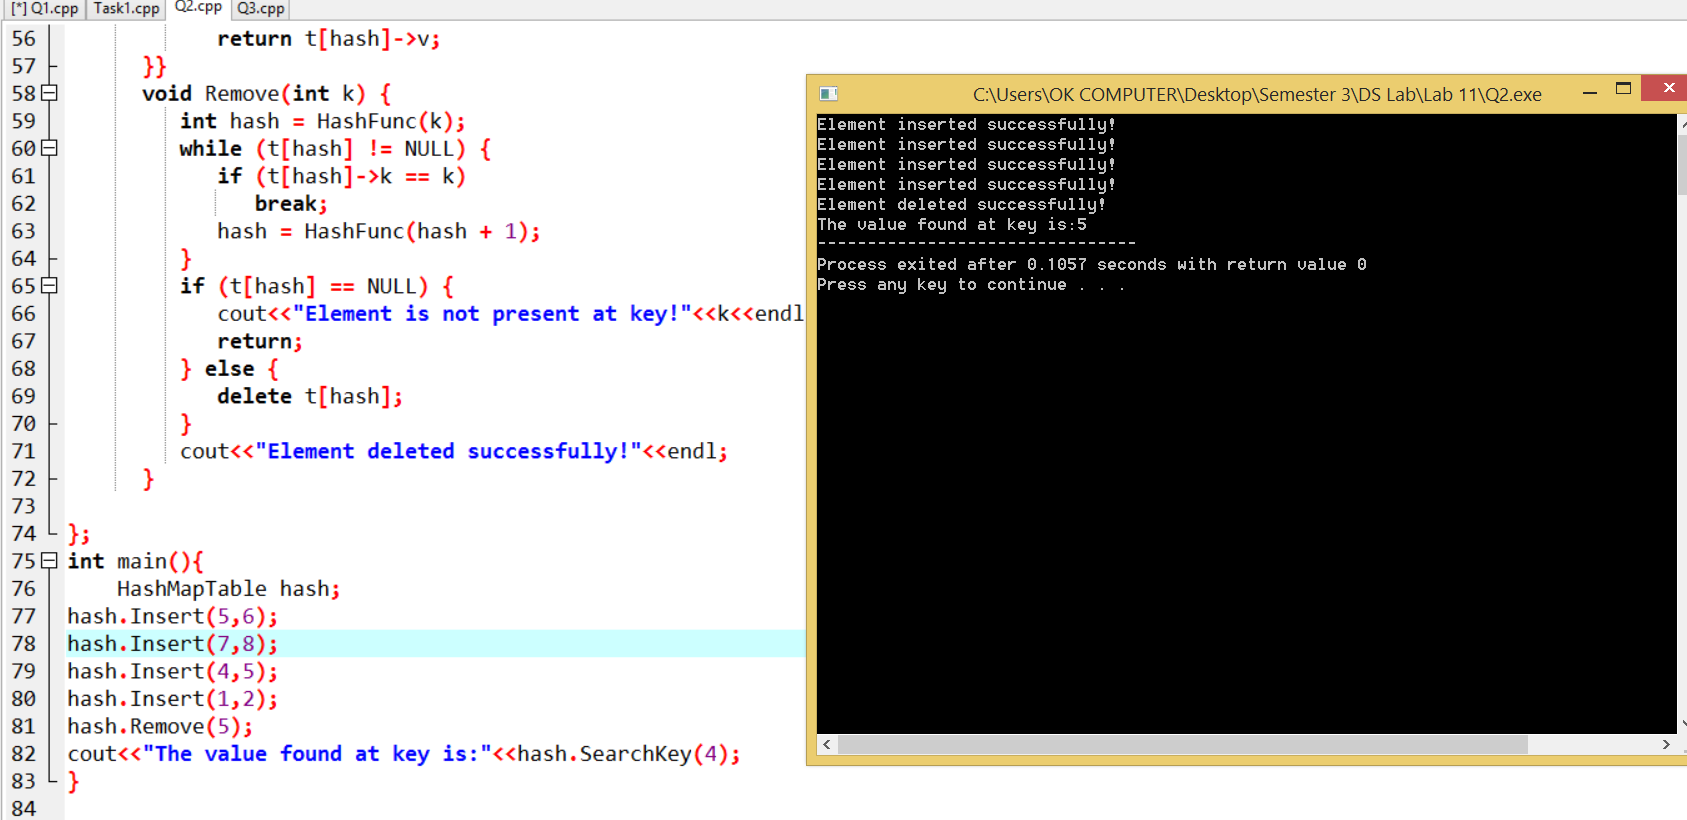 [*] Q1.cpp Task1.cpp Q2.cpp Q3.cpp
56 return t[hash]->v;
57 }}
58 void Remove(int k) {
59 int hash = HashFunc(k);
60 while (t[hash] != NULL) {
61 if (t[hash]->k == k)
62 break;
63 hash = HashFunc(hash + 1);
64 }
65 if (t[hash] == NULL) {
66 cout<<"Element is not present at key!"<<k<<endl
67 return;
68 } else {
69 delete t[hash];
70 }
71 cout<<"Element deleted successfully!"<<endl;
72 }
73
74 };
75 int main(){
76 HashMapTable hash;
77 hash.Insert(5,6);
78 hash.Insert(7,8);
79 hash.Insert(4,5);
80 hash.Insert(1,2);
81 hash.Remove(5);
82 cout<<"The value found at key is:"<<hash.SearchKey(4);
83 }
84
C:\Users\OK COMPUTER\Desktop\Semester 3\DS Lab\Lab 11\Q2.exe
Element inserted successfully!
Element inserted successfully!
Element inserted successfully!
Element inserted successfully!
Element deleted successfully!
The value found at key is:5
--------------------------------
Process exited after 0.1057 seconds with return value 0
Press any key to continue . . .